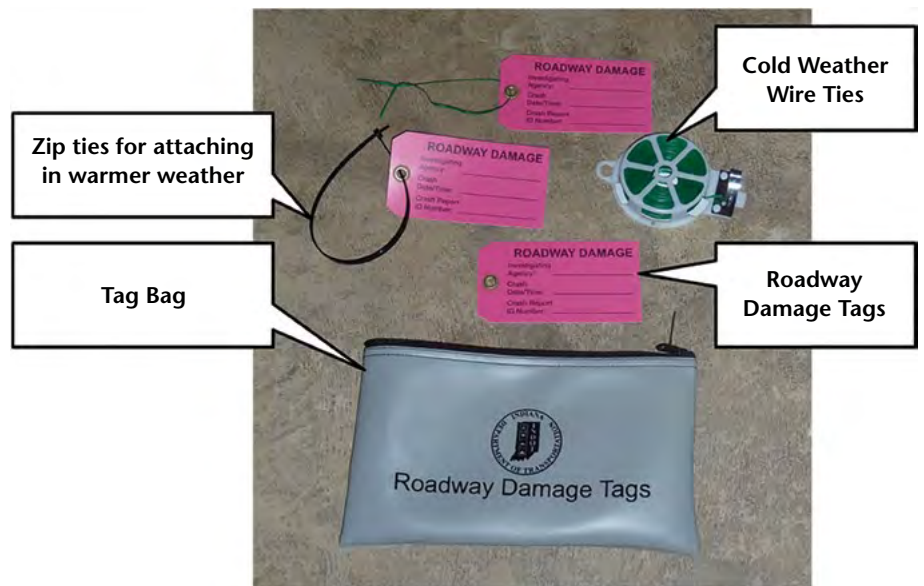 ROADWAY DAMAGE
Investigating
Agency:
Crash
Date/Time:
Crash Report
ID Number:
Cold Weather
Wire Ties
Zip ties for attaching
in warmer weather
ROADWAY DAMAGE
Investigating
Agency:
Crash
Date/Time:
Crash Report
ID Number:
ROADWAY DAMAGE
Investigating
Agency:
Crash
Date/Time:
Crash Report
ID Number:
Roadway
Damage Tags
Tag Bag
INDIANA
DEPARTMENT OF TRANSPORTATION
Roadway Damage Tags